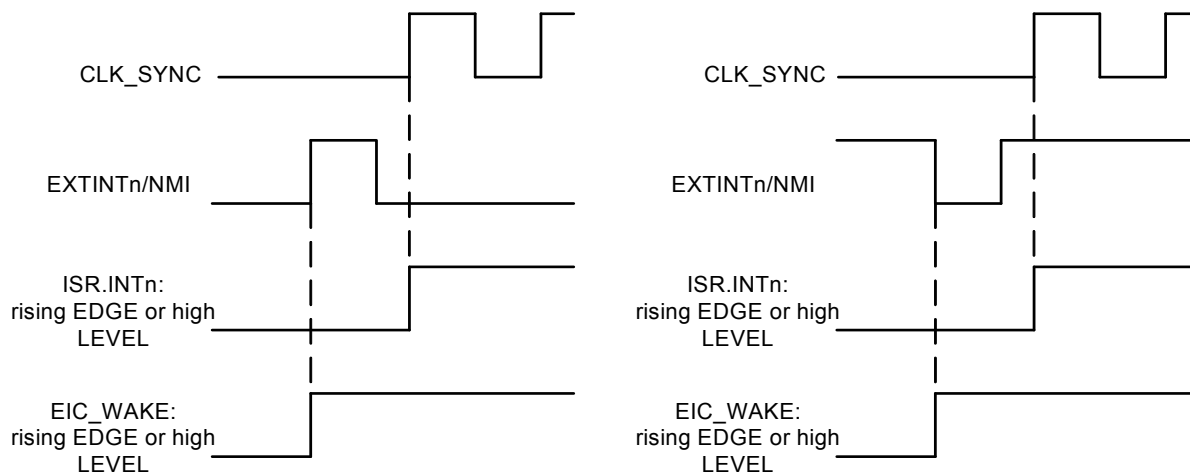 CLK_SYNC
EXTINTn/NMI
ISR.INTn:
rising EDGE or high
LEVEL
EIC_WAKE:
rising EDGE or high
LEVEL
CLK_SYNC
EXTINTn/NMI
ISR.INTn:
rising EDGE or high
LEVEL
EIC_WAKE:
rising EDGE or high
LEVEL